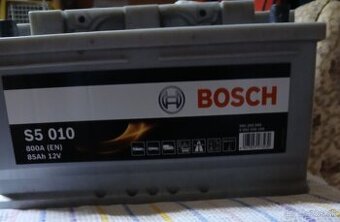 BOSCH
S5 010
800A (EN)
85Ah 12V